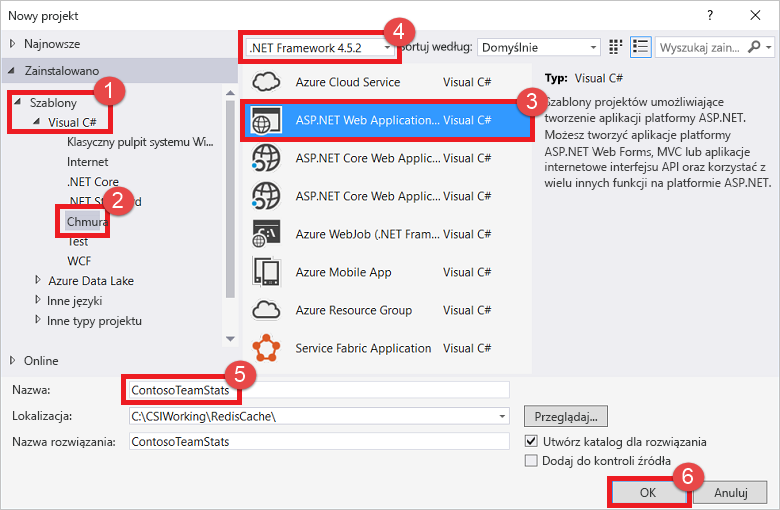 Nowy projekt
Najnowsze
Zainstalowano
Szablony
1
Visual C#
Klasyczny pulpit systemu Wi...
Internet
.NET Core
.NET St d
2
Chmura
Test
WCF
Azure Data Lake
Inne języki
Inne typy projektu
Online
.NET Framework 4.5.2
4
Sortuj według: Domyślnie
Wyszukaj zain...
Azure Cloud Service Visual C#
3
ASP.NET Web Application... Visual C#
ASP.NET Core Web Applic... Visual C#
ASP.NET Core Web Applic... Visual C#
Azure WebJob (.NET Fram... Visual C#
Azure Mobile App Visual C#
Azure Resource Group Visual C#
Service Fabric Application Visual C#
Typ: Visual C#
Szablony projektów umożliwiające
tworzenie aplikacji platformy ASP.NET.
Możesz tworzyć aplikacje platformy
ASP.NET Web Forms, MVC lub aplikacje
internetowe interfejsu API oraz korzystać z
wielu innych funkcji na platformie ASP.NET.
5
Nazwa: ContosoTeamStats
Lokalizacja: C:\CSIWorking\RedisCache\
Przeglądaj...
Nazwa rozwiązania: ContosoTeamStats
Utwórz katalog dla rozwiązania
Dodaj do kontroli źródła
6
OK
Anuluj